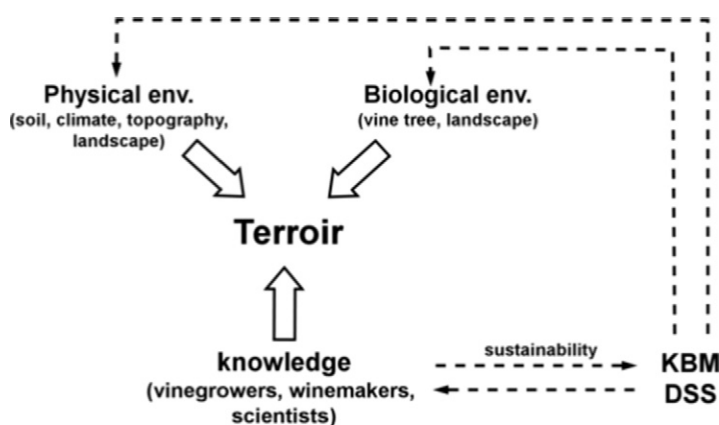 Physical env.
(soil, climate, topography,
landscape)
Biological env.
(vine tree, landscape)
Terroir
knowledge
(vinegrowers, winemakers,
scientists)
sustainability
KBM
DSS